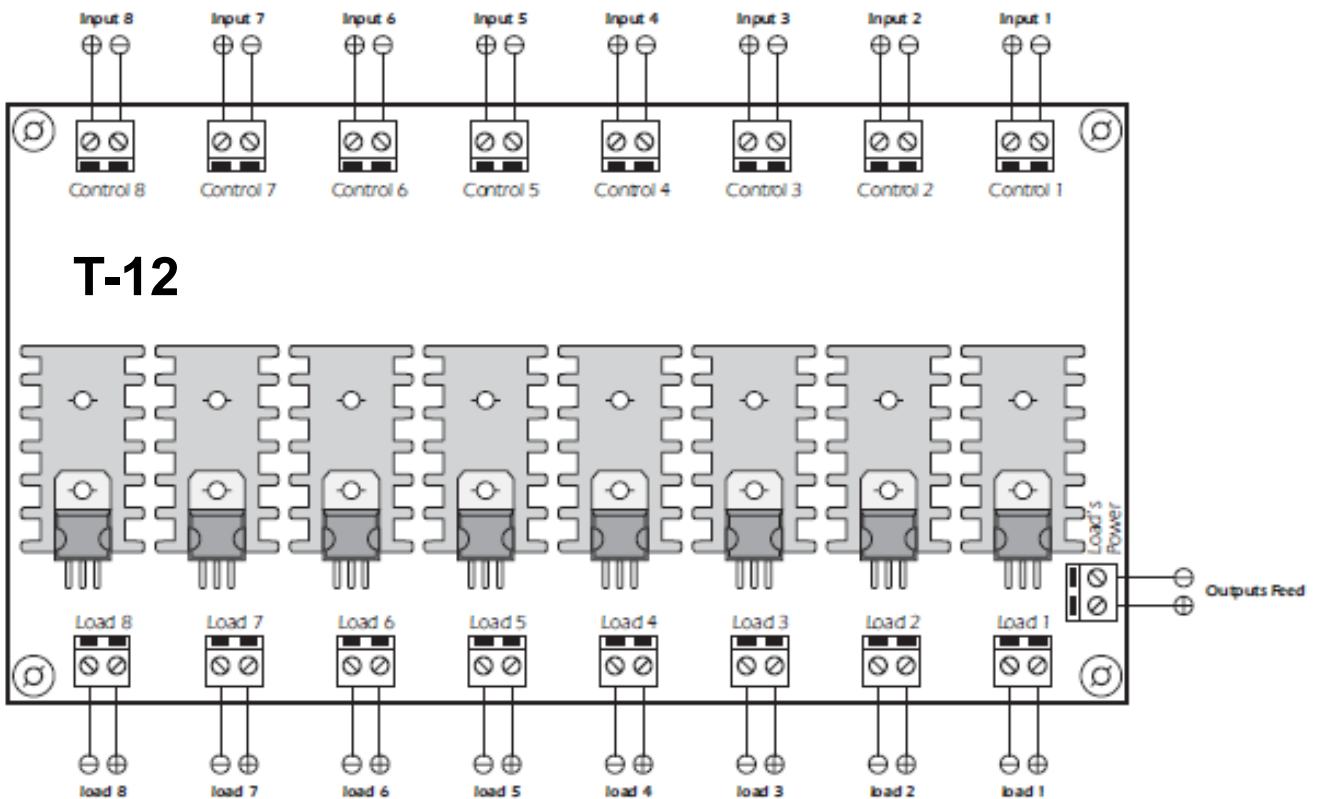 Input 8 Input 7 Input 6 Input 5 Input 4 Input 3 Input 2 Input 1
Control 8 Control 7 Control 6 Control 5 Control 4 Control 3 Control 2 Control 1
T-12
Load's
Power
Outputs Feed
Load 8 Load 7 Load 6 Load 5 Load 4 Load 3 Load 2 Load 1
load 8 load 7 load 6 load 5 load 4 load 3 load 2 load 1